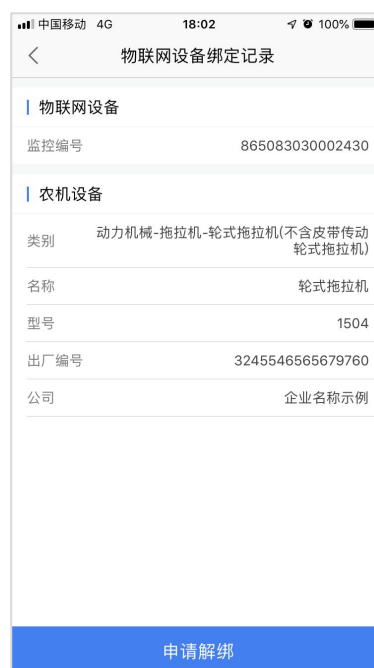 中国移动 4G 18:02 100%
物联网设备绑定记录
物联网设备
监控编号 865083030002430
农机设备
类别 动力机械-拖拉机-轮式拖拉机(不含皮带传动
轮式拖拉机)
名称 轮式拖拉机
型号 1504
出厂编号 3245546565679760
公司 企业名称示例
申请解绑